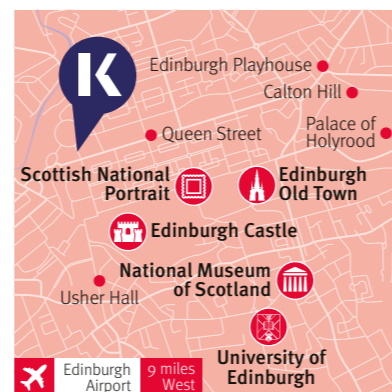 K
Edinburgh Playhouse
Calton Hill
Palace of
Holyrood
Queen Street
Scottish National
Portrait
Edinburgh
Old Town
Edinburgh Castle
National Museum
of Scotland
Usher Hall
University of
Edinburgh
Edinburgh
Airport
9 miles
West